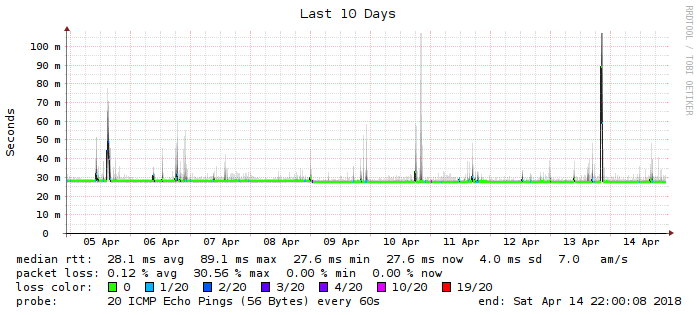 Last 10 Days
RRDTOOL / TOBI OETIKER
Seconds
100 m
90 m
80 m
70 m
60 m
50 m
40 m
30 m
20 m
10 m
0
05 Apr 06 Apr 07 Apr 08 Apr 09 Apr 10 Apr 11 Apr 12 Apr 13 Apr 14 Apr
median rtt: 28.1 ms avg 89.1 ms max 27.6 ms min 27.6 ms now 4.0 ms sd 7.0 am/s
packet loss: 0.12 % avg 30.56 % max 0.00 % min 0.00 % now
loss color: 0 1/20 2/20 3/20 4/20 10/20 19/20
probe: 20 ICMP Echo Pings (56 Bytes) every 60s end: Sat Apr 14 22:00:08 2018